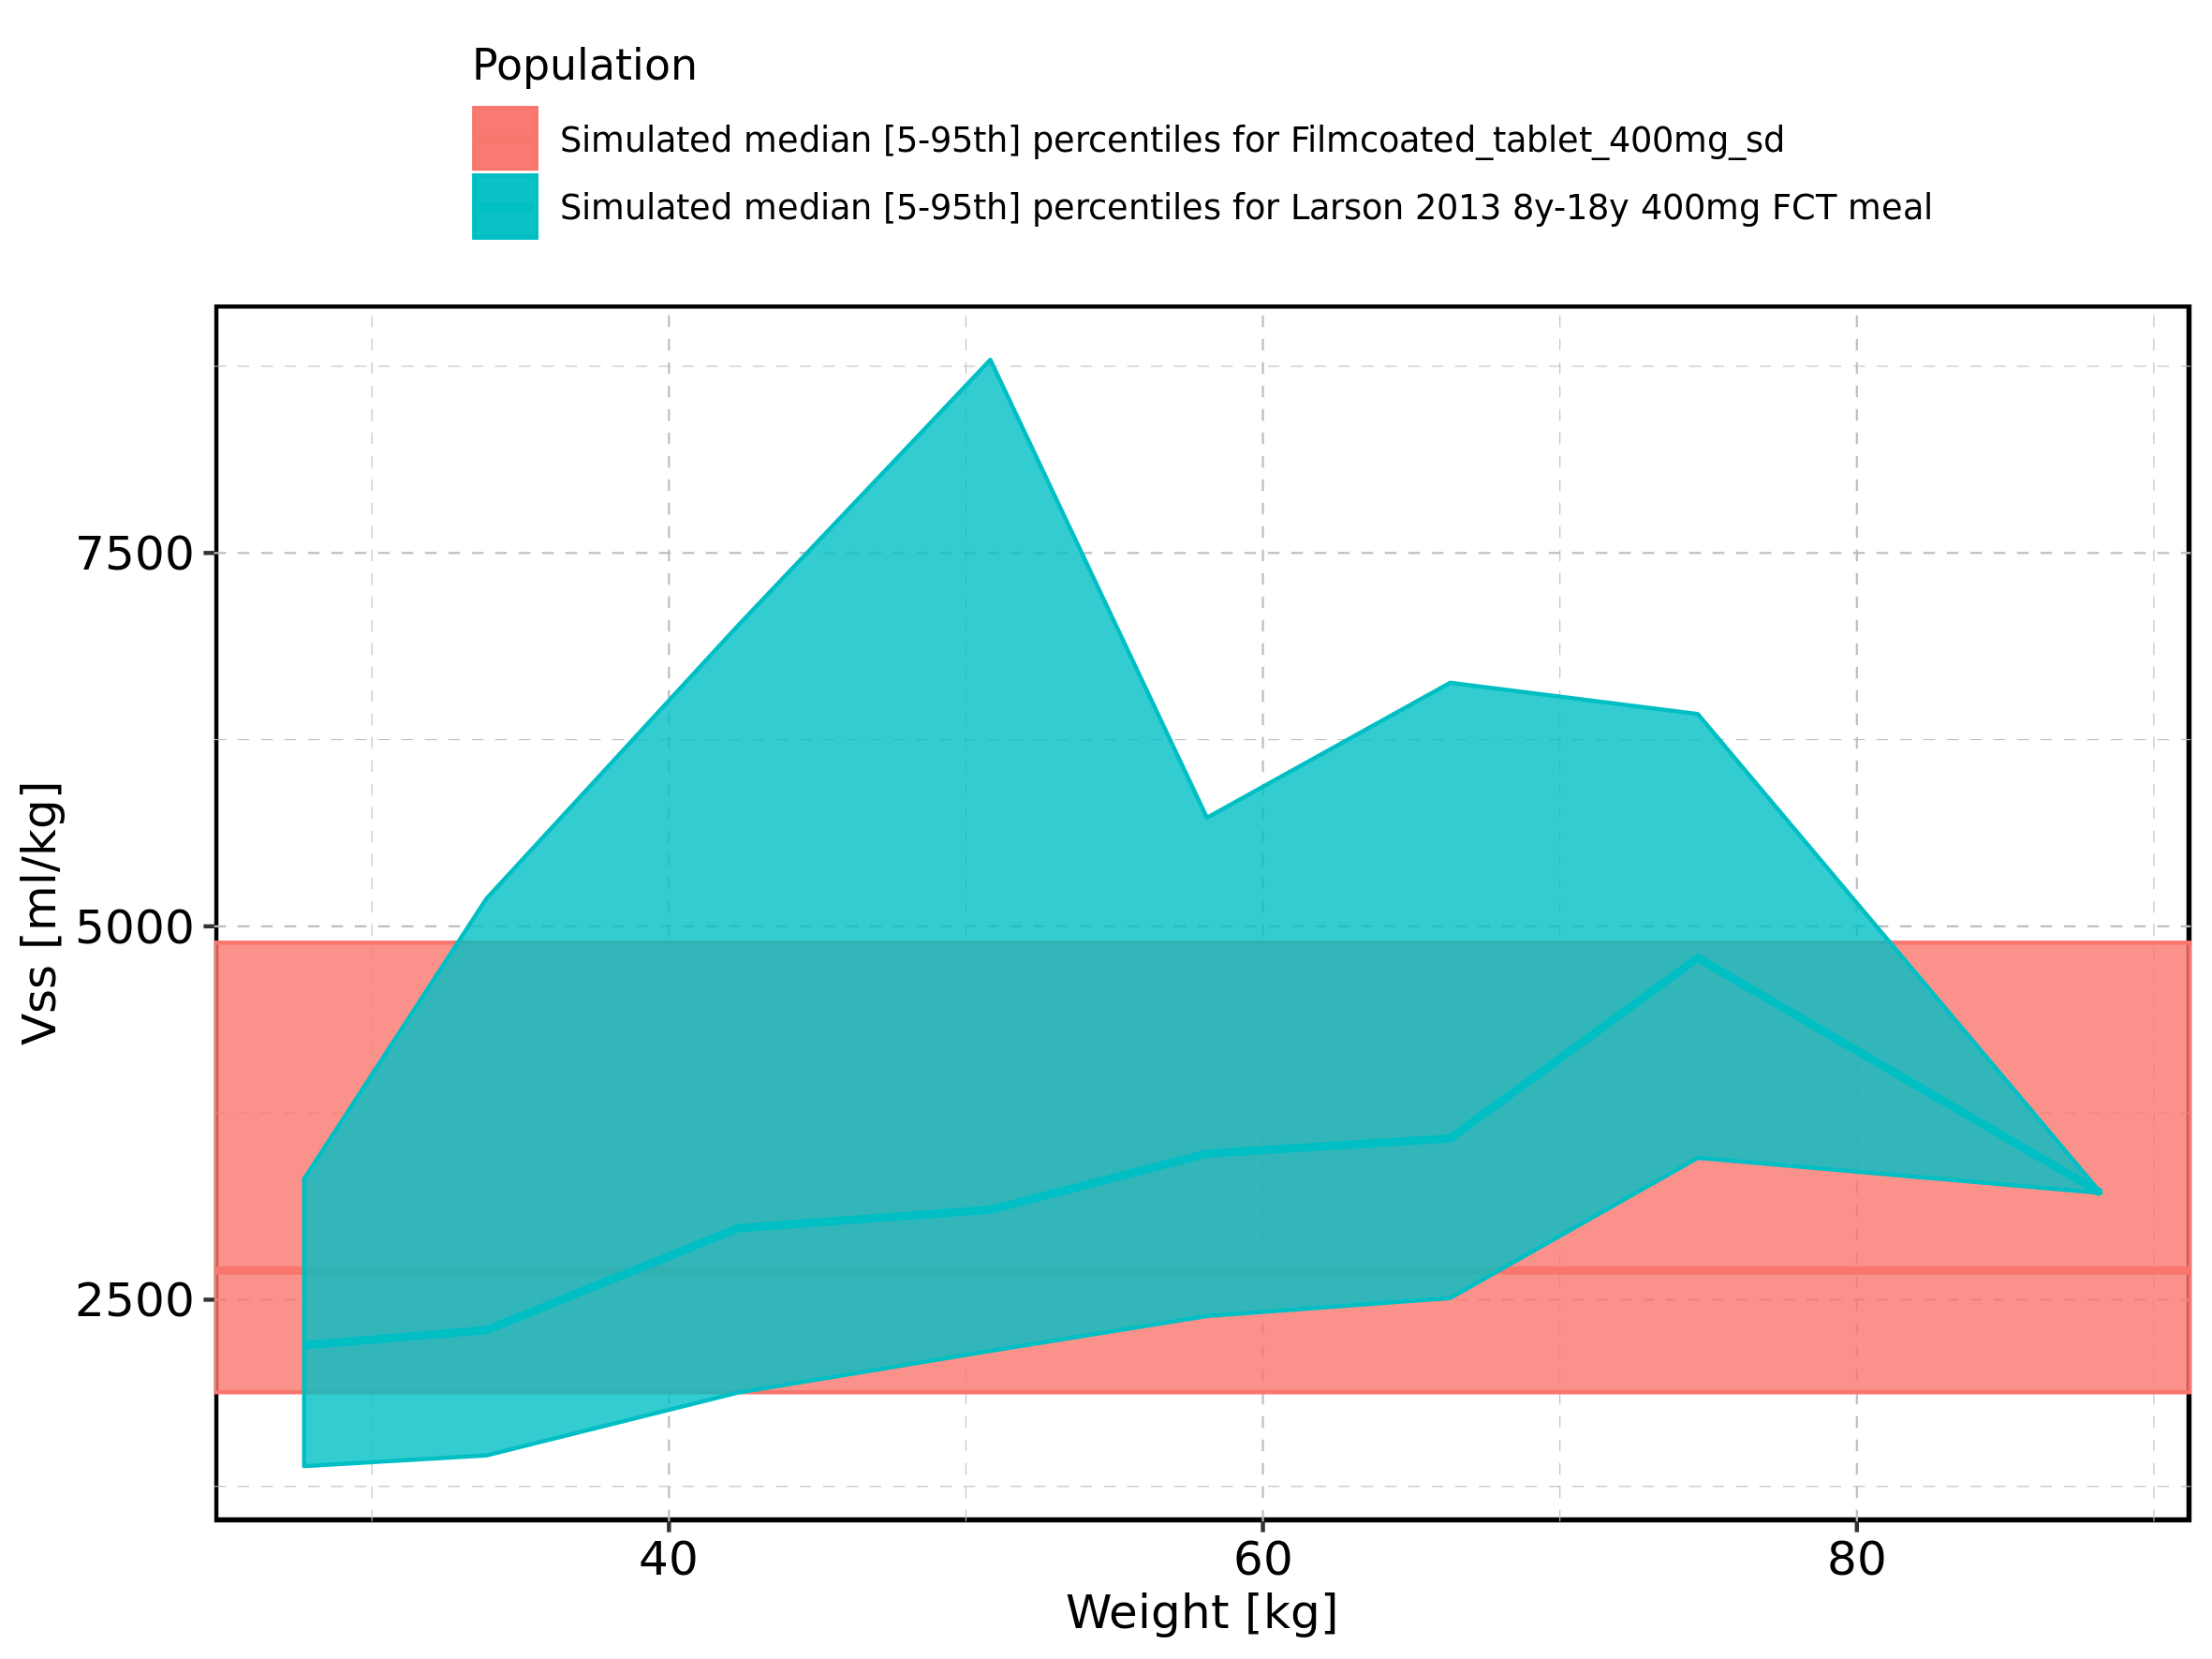 Population
Simulated median [5-95th] percentiles for Filmcoated_tablet_400mg_sd
Simulated median [5-95th] percentiles for Larson 2013 8y-18y 400mg FCT meal
Vss [ml/kg]
7500
5000
2500
40 60 80
Weight [kg]